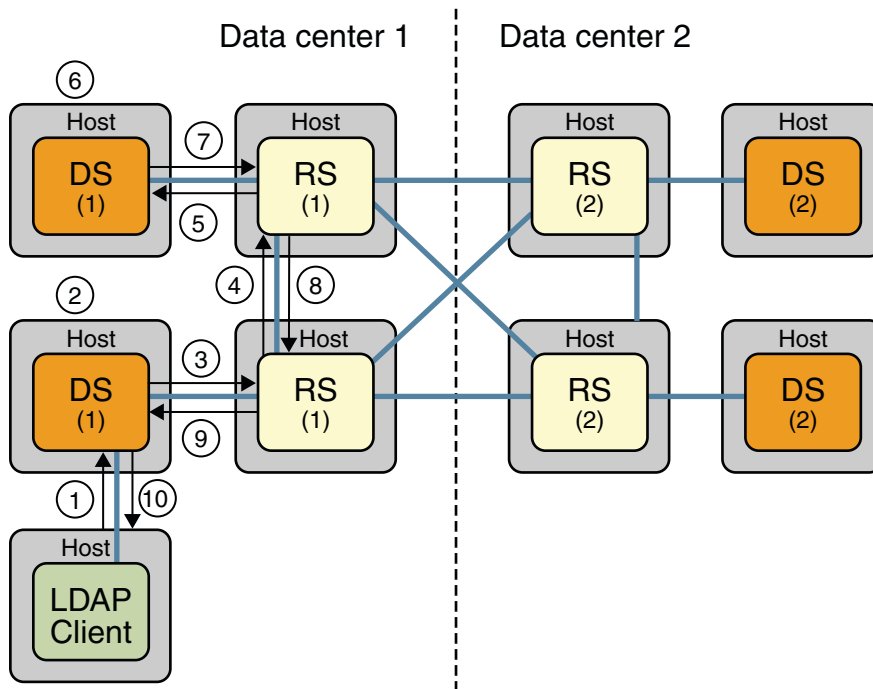 Data center 1
Data center 2
6
Host
DS
(1)
7
5
Host
RS
(1)
Host
RS
(2)
Host
DS
(2)
4
8
2
Host
DS
(1)
3
9
Host
RS
(1)
Host
RS
(2)
Host
DS
(2)
1
10
Host
LDAP
Client